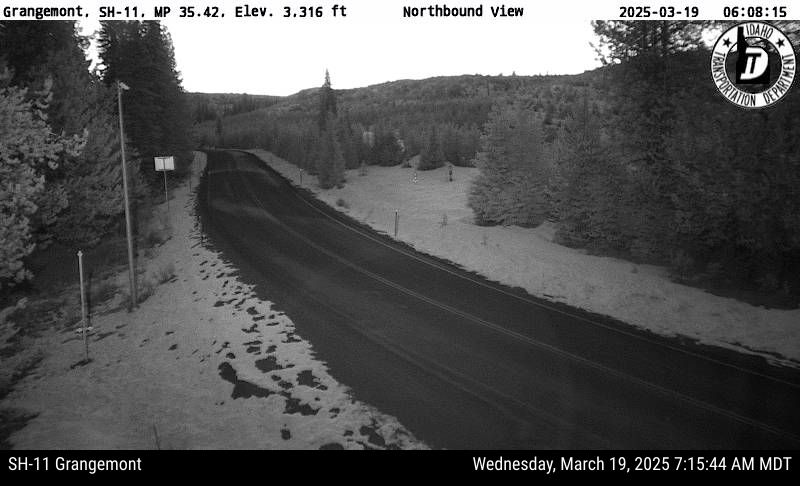 Grangemont, SH-11, MP 35.42, Elev. 3,316 ft Northbound View 2025-03-19 06:08:15
IDAHO
TRANSPORTATION DEPARTMENT
SH-11 Grangemont Wednesday, March 19, 2025 7:15:44 AM MDT